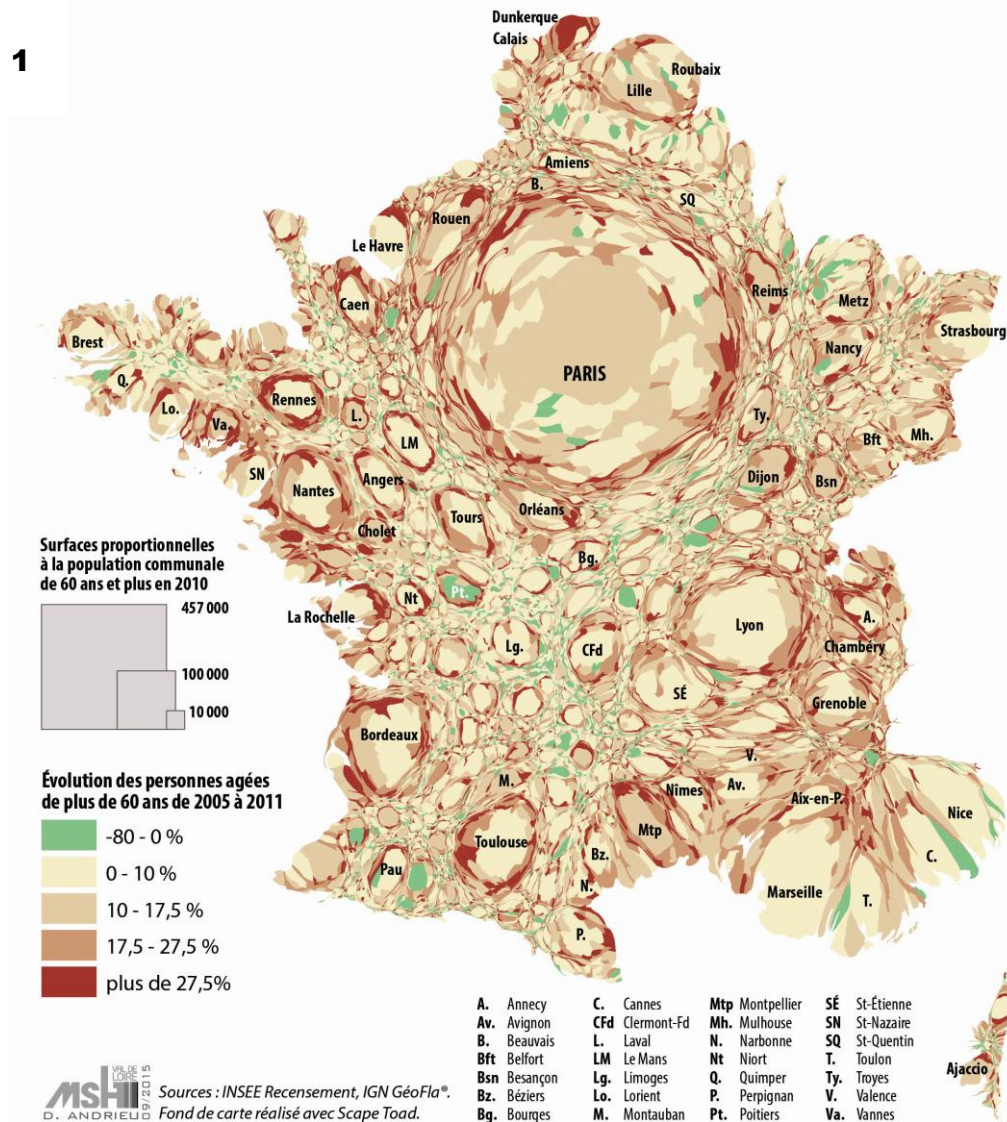 1
Dunkerque
Calais
Roubaix
Lille
Amiens
B.
SQ
Rouen
Le Havre
Reims
Metz
Caen
Strasbourg
Brest
Nancy
PARIS
Q.
Rennes
Lo.
L.
Ty.
Va.
LM
Bft
Mh.
SN
Angers
Dijon
Bsn
Nantes
Orléans
Tours
Cholet
Bg.
Pt.
Nt
La Rochelle
A.
Lyon
Chambéry
Lg.
CFd
SÉ
Grenoble
Bordeaux
V.
M.
Nîmes
Av.
Aix-en-P.
Nice
Toulouse
Mtp
Bz.
C.
Pau
Marseille
T.
N.
P.
Surfaces proportionnelles
à la population communale
de 60 ans et plus en 2010
457 000
100 000
10 000
Évolution des personnes agées
de plus de 60 ans de 2005 à 2011
-80 - 0 %
0 - 10 %
10 - 17,5 %
17,5 - 27,5 %
plus de 27,5%
A. Annecy
Av. Avignon
B. Beauvais
Bft Belfort
Bsn Besançon
Bz. Béziers
Bg. Bourges
C. Cannes
CFd Clermont-Fd
L. Laval
LM Le Mans
Lg. Limoges
Lo. Lorient
M. Montauban
Mtp Montpellier
Mh. Mulhouse
N. Narbonne
Nt Niort
Q. Quimper
P. Perpignan
Pt. Poitiers
SÉ St-Étienne
SN St-Nazaire
SQ St-Quentin
T. Toulon
Ty. Troyes
V. Valence
Va. Vannes
Ajaccio
MSH VAL DE LOIRE
D. ANDRIEU 09/2015
Sources : INSEE Recensement, IGN GéoFla®.
Fond de carte réalisé avec Scape Toad.